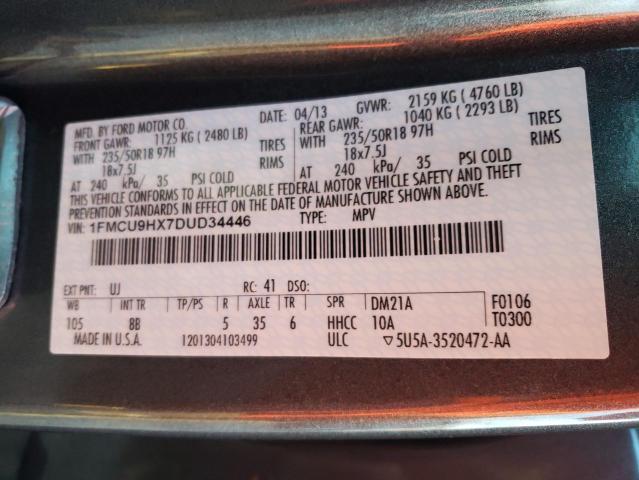 MFD. BY FORD MOTOR CO.
DATE: 04/13 GVWR: 2159 KG ( 4760 LB)
FRONT GAWR: 1125 KG ( 2480 LB) REAR GAWR: 1040 KG ( 2293 LB)
WITH 235/50R18 97H TIRES WITH 235/50R18 97H TIRES
18x7.5J RIMS 18x7.5J RIMS
AT 240 kPa/ 35 PSI COLD AT 240 kPa/ 35 PSI COLD
THIS VEHICLE CONFORMS TO ALL APPLICABLE FEDERAL MOTOR VEHICLE SAFETY AND THEFT
PREVENTION STANDARDS IN EFFECT ON THE DATE OF MANUFACTURE SHOWN ABOVE.
VIN: 1FMCU9HX7DUD34446 TYPE: MPV
EXT PNT: UJ RC: 41 DSO:
WB INT TR TP/PS R AXLE TR SPR DM21A F0106
105 8B 5 35 6 HHCC 10A T0300
MADE IN U.S.A. 1201304103499 ULC ▽5U5A-3520472-AA